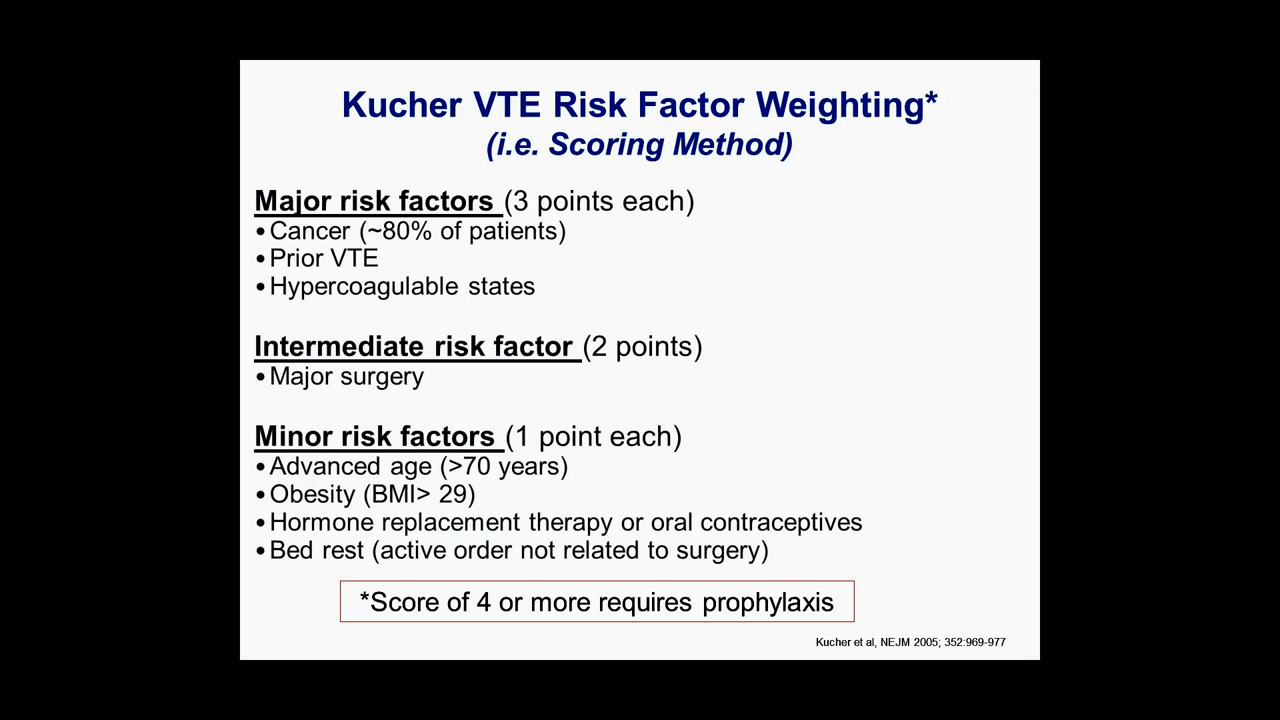 Kucher VTE Risk Factor Weighting*
(i.e. Scoring Method)
Major risk factors (3 points each)
•Cancer (~80% of patients)
•Prior VTE
•Hypercoagulable states
Intermediate risk factor (2 points)
•Major surgery
Minor risk factors (1 point each)
•Advanced age (>70 years)
•Obesity (BMI> 29)
•Hormone replacement therapy or oral contraceptives
•Bed rest (active order not related to surgery)
*Score of 4 or more requires prophylaxis
Kucher et al, NEJM 2005; 352:969-977